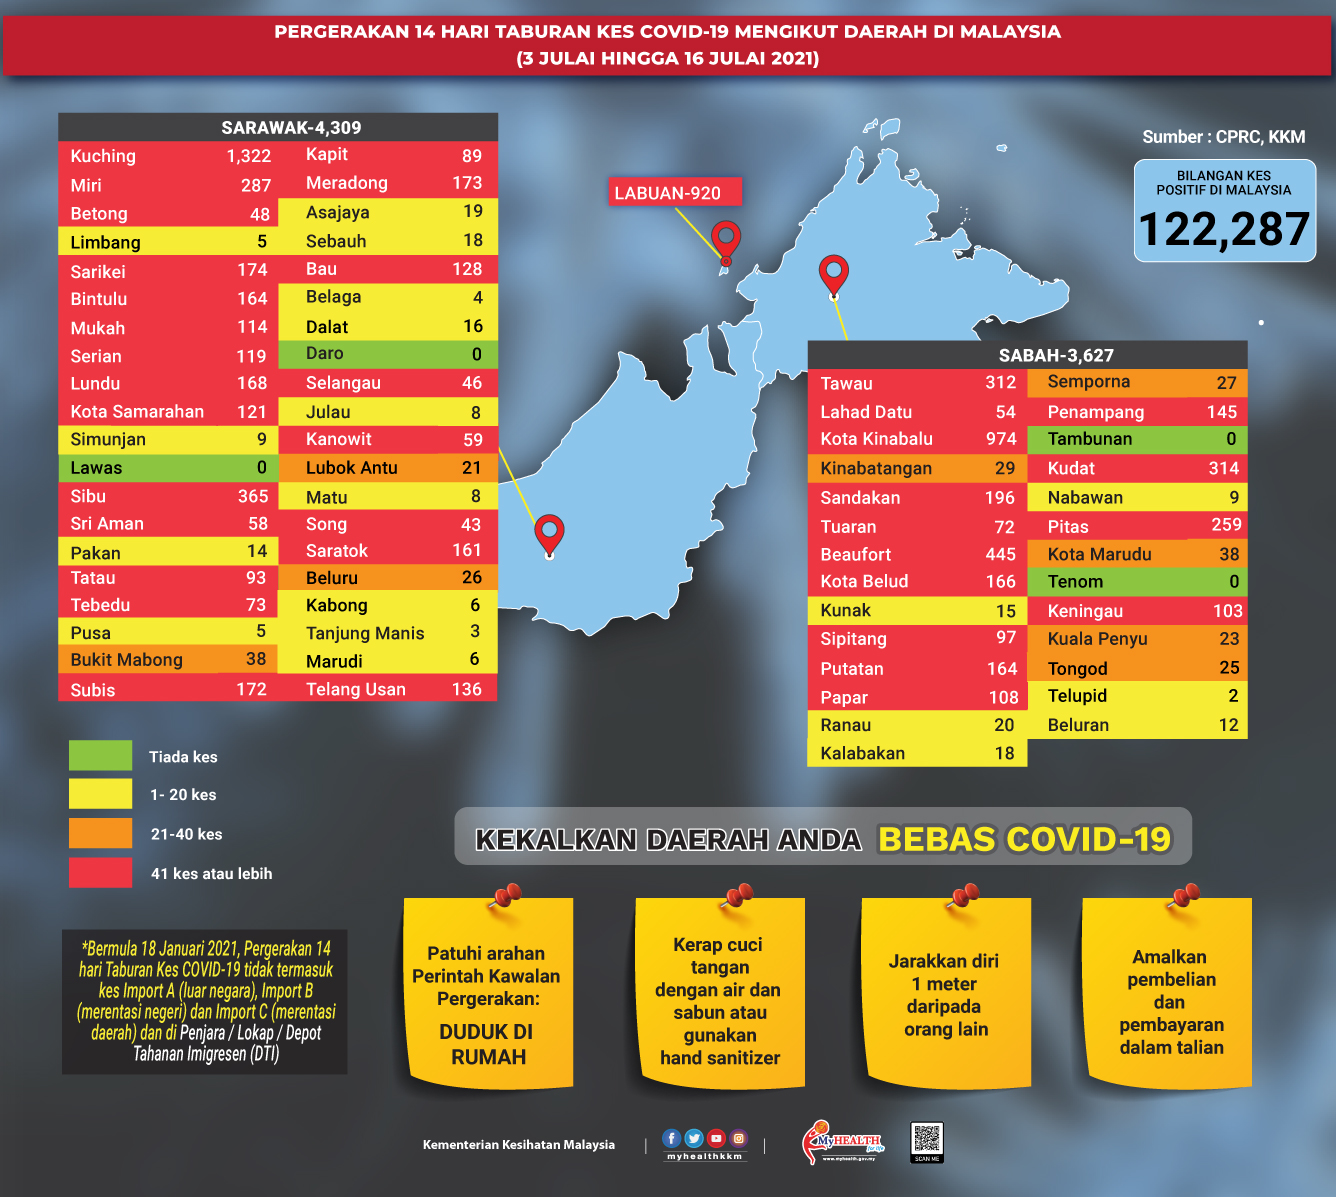 PERGERAKAN 14 HARI TABURAN KES COVID-19 MENGIKUT DAERAH DI MALAYSIA
(3 JULAI HINGGA 16 JULAI 2021)
Sumber : CPRC, KKM
BILANGAN KES
POSITIF DI MALAYSIA
122,287
LABUAN-920
SARAWAK-4,309
Kuching 1,322
Miri 287
Betong 48
Limbang 5
Sarikei 174
Bintulu 164
Mukah 114
Serian 119
Lundu 168
Kota Samarahan 121
Simunjan 9
Lawas 0
Sibu 365
Sri Aman 58
Pakan 14
Tatau 93
Tebedu 73
Pusa 5
Bukit Mabong 38
Subis 172
Kapit 89
Meradong 173
Asajaya 19
Sebauh 18
Bau 128
Belaga 4
Dalat 16
Daro 0
Selangau 46
Julau 8
Kanowit 59
Lubok Antu 21
Matu 8
Song 43
Saratok 161
Beluru 26
Kabong 6
Tanjung Manis 3
Marudi 6
Telang Usan 136
SABAH-3,627
Tawau 312
Lahad Datu 54
Kota Kinabalu 974
Kinabatangan 29
Sandakan 196
Tuaran 72
Beaufort 445
Kota Belud 166
Kunak 15
Sipitang 97
Putatan 164
Papar 108
Ranau 20
Kalabakan 18
Semporna 27
Penampang 145
Tambunan 0
Kudat 314
Nabawan 9
Pitas 259
Kota Marudu 38
Tenom 0
Keningau 103
Kuala Penyu 23
Tongod 25
Telupid 2
Beluran 12
Tiada kes
1- 20 kes
21-40 kes
41 kes atau lebih
*Bermula 18 Januari 2021, Pergerakan 14
hari Taburan Kes COVID-19 tidak termasuk
kes Import A (luar negara), Import B
(merentasi negeri) dan Import C (merentasi
daerah) dan di Penjara / Lokap / Depot
Tahanan Imigresen (DTI)
KEKALKAN DAERAH ANDA BEBAS COVID-19
Patuhi arahan
Perintah Kawalan
Pergerakan:
DUDUK DI
RUMAH
Kerap cuci
tangan
dengan air dan
sabun atau
gunakan
hand sanitizer
Jarakkan diri
1 meter
daripada
orang lain
Amalkan
pembelian
dan
pembayaran
dalam talian
Kementerian Kesihatan Malaysia
myhealthkkm
MyHEALTH
for life
www.myhealth.gov.my
SCAN ME